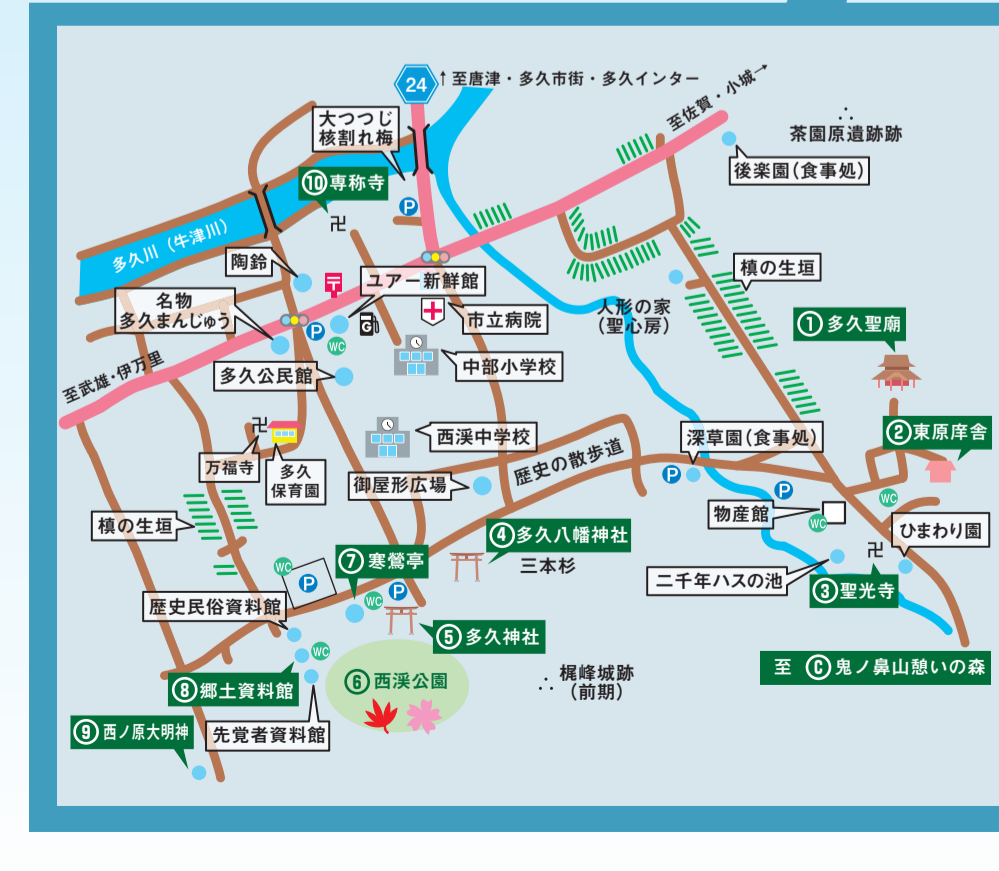 24
↑至唐津・多久市街・多久インター
至佐賀・小城→
茶園原遺跡跡
後楽園(食事処)
大つつじ
核割れ梅
⑩専称寺
卍
P
多久川(牛津川)
陶鈴
〒
ユアー新鮮館
名物
多久まんじゅう
P
WC
市立病院
人形の家
(聖心房)
槙の生垣
①多久聖廟
中部小学校
多久公民館
至武雄・伊万里
卍
万福寺
多久
保育園
西渓中学校
歴史の散歩道
御屋形広場
深草園(食事処)
P
②東原庠舎
WC
P
物産館
WC
ひまわり園
槙の生垣
④多久八幡神社
三本杉
⑦寒鶯亭
WC
P
P
WC
卍
二千年ハスの池
③聖光寺
歴史民俗資料館
⑤多久神社
WC
至 Ⓒ鬼ノ鼻山憩いの森
⑥西渓公園
梶峰城跡
(前期)
⑧郷土資料館
先覚者資料館
⑨西ノ原大明神